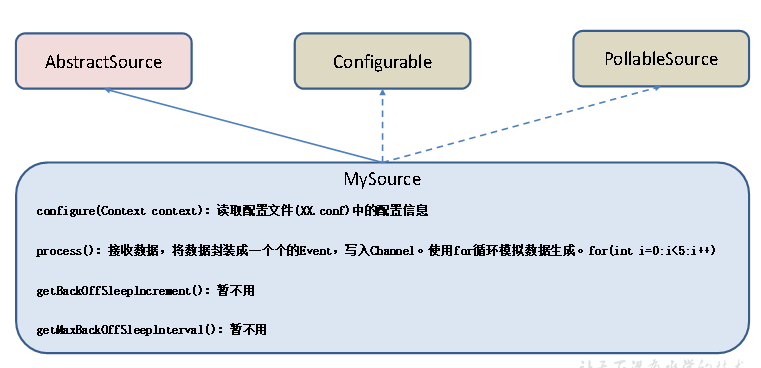 AbstractSource
Configurable
PollableSource
MySource
configure(Context context)：读取配置文件(XX.conf)中的配置信息
process()：接收数据，将数据封装成一个个的Event，写入Channel。使用for循环模拟数据生成。for(int i=0:i<5:i++)
getBackOffSleepIncrement()：暂不用
getMaxBackOffSleepInterval()：暂不用